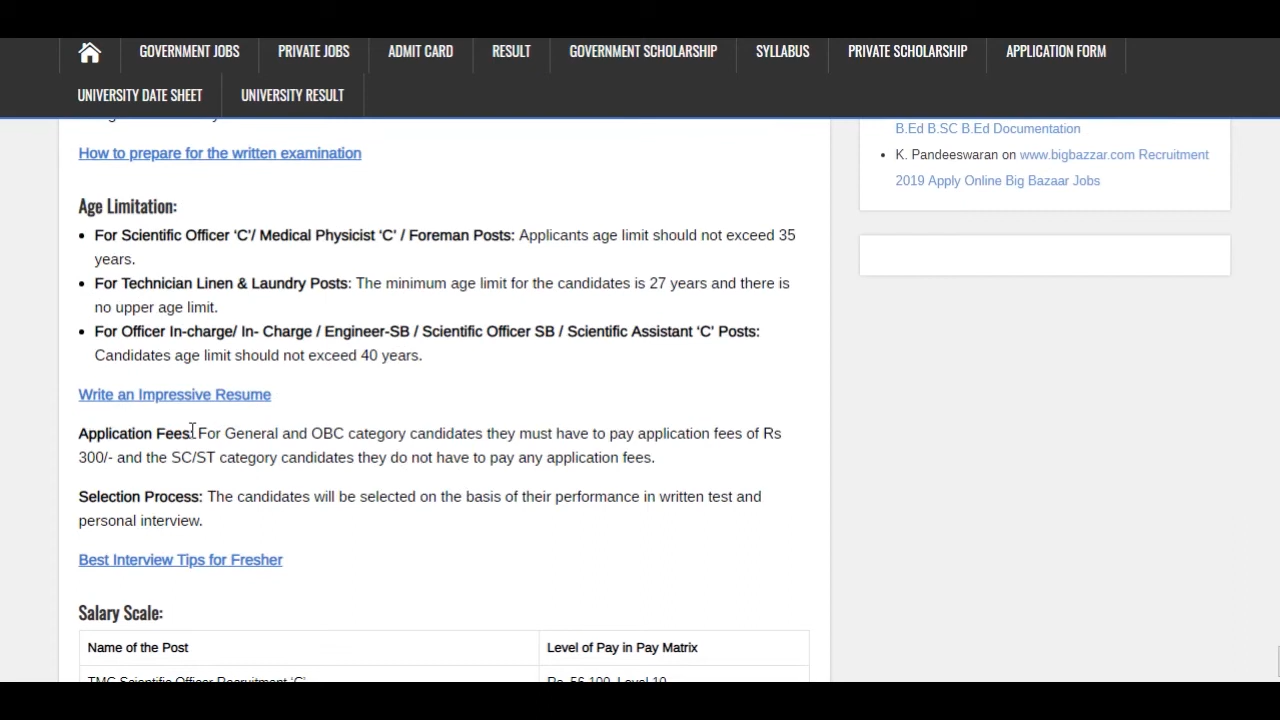 GOVERNMENT JOBS PRIVATE JOBS ADMIT CARD RESULT GOVERNMENT SCHOLARSHIP SYLLABUS PRIVATE SCHOLARSHIP APPLICATION FORM
UNIVERSITY DATE SHEET UNIVERSITY RESULT
How to prepare for the written examination
Age Limitation:
• For Scientific Officer ‘C’/ Medical Physicist ‘C’ / Foreman Posts: Applicants age limit should not exceed 35
years.
• For Technician Linen & Laundry Posts: The minimum age limit for the candidates is 27 years and there is
no upper age limit.
• For Officer In-charge/ In- Charge / Engineer-SB / Scientific Officer SB / Scientific Assistant ‘C’ Posts:
Candidates age limit should not exceed 40 years.
Write an Impressive Resume
Application Fees: For General and OBC category candidates they must have to pay application fees of Rs
300/- and the SC/ST category candidates they do not have to pay any application fees.
Selection Process: The candidates will be selected on the basis of their performance in written test and
personal interview.
Best Interview Tips for Fresher
Salary Scale:
Name of the Post Level of Pay in Pay Matrix
TMC Scientific Officer Recruitment ‘C’ Rs. 56,100, Level 10
B.Ed B.SC B.Ed Documentation
• K. Pandeeswaran on www.bigbazzar.com Recruitment
2019 Apply Online Big Bazaar Jobs